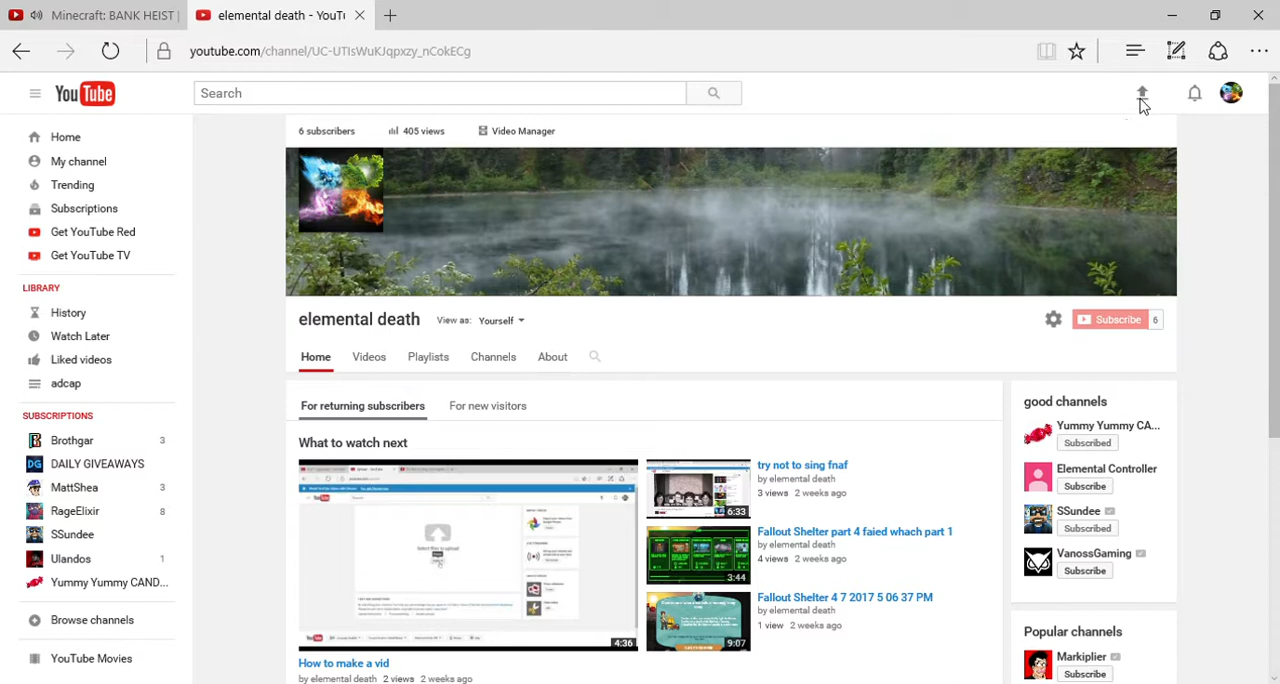 Minecraft: BANK HEIST
elemental death - YouTu
youtube.com/channel/UC-UTIsWuKJqpxzy_nCokECg
YouTube
Search
Home
My channel
Trending
Subscriptions
Get YouTube Red
Get YouTube TV
LIBRARY
History
Watch Later
Liked videos
adcap
SUBSCRIPTIONS
Brothgar 3
DAILY GIVEAWAYS
MattShea 3
RageElixir 8
SSundee
Ulandos
Yummy Yummy CAND...
Browse channels
YouTube Movies
6 subscribers 405 views Video Manager
elemental death View as: Yourself
Subscribe 6
Home Videos Playlists Channels About
For returning subscribers For new visitors
What to watch next
4:36
How to make a vid
by elemental death 2 views 2 weeks ago
6:33
try not to sing fnaf
by elemental death
3 views 2 weeks ago
3:44
Fallout Shelter part 4 faied whach part 1
by elemental death
4 views 2 weeks ago
9:07
Fallout Shelter 4 7 2017 5 06 37 PM
by elemental death
1 view 2 weeks ago
good channels
Yummy Yummy CA...
Subscribed
Elemental Controller
Subscribe
SSundee
Subscribed
VanossGaming
Subscribe
Popular channels
Markiplier
Subscribe